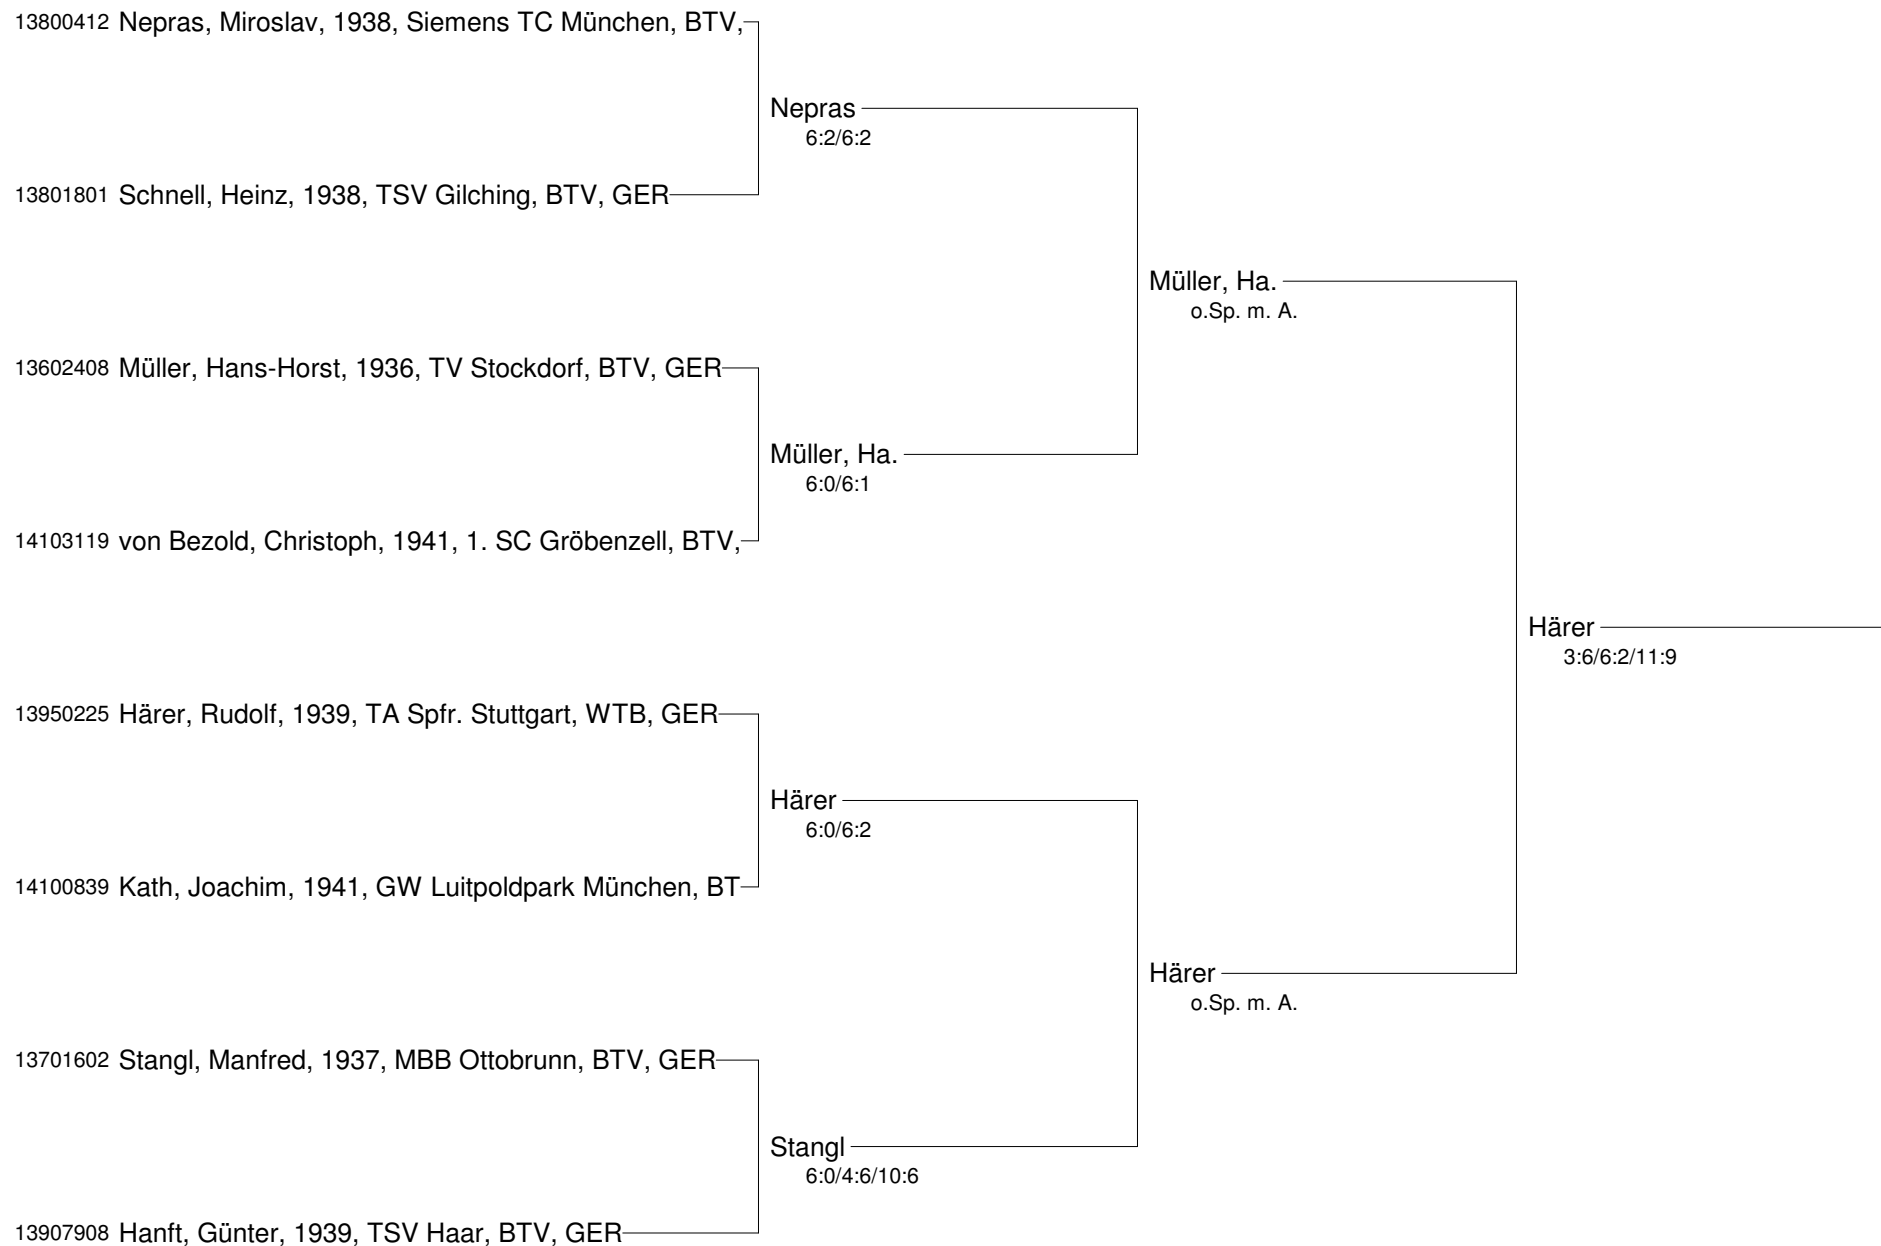 13800412 Nepras, Miroslav, 1938, Siemens TC München, BTV,
Nepras
6:2/6:2
13801801 Schnell, Heinz, 1938, TSV Gilching, BTV, GER
Müller, Ha.
o.Sp. m. A.
13602408 Müller, Hans-Horst, 1936, TV Stockdorf, BTV, GER
Müller, Ha.
6:0/6:1
14103119 von Bezold, Christoph, 1941, 1. SC Gröbenzell, BTV,
Härer
3:6/6:2/11:9
13950225 Härer, Rudolf, 1939, TA Spfr. Stuttgart, WTB, GER
Härer
6:0/6:2
14100839 Kath, Joachim, 1941, GW Luitpoldpark München, BT
Härer
o.Sp. m. A.
13701602 Stangl, Manfred, 1937, MBB Ottobrunn, BTV, GER
Stangl
6:0/4:6/10:6
13907908 Hanft, Günter, 1939, TSV Haar, BTV, GER